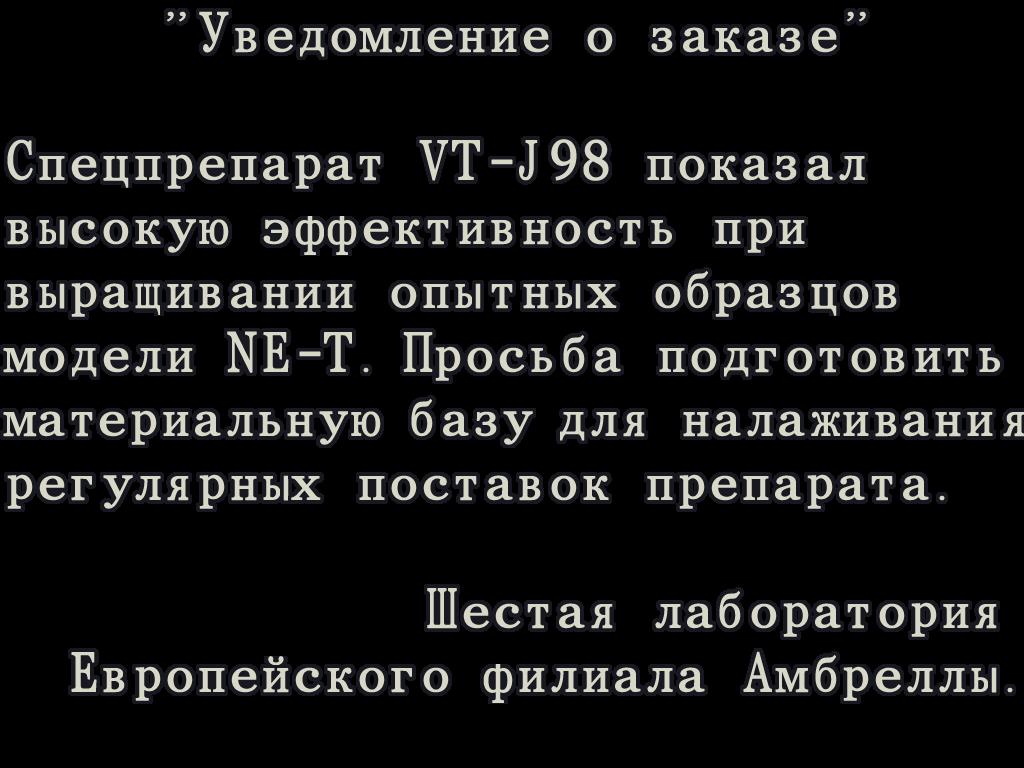 ”Уведомление о заказе”
Спецпрепарат VT-J98 показал
высокую эффективность при
выращивании опытных образцов
модели NE-T. Просьба подготовить
материальную базу для налаживания
регулярных поставок препарата.
Шестая лаборатория
Европейского филиала Амбреллы.